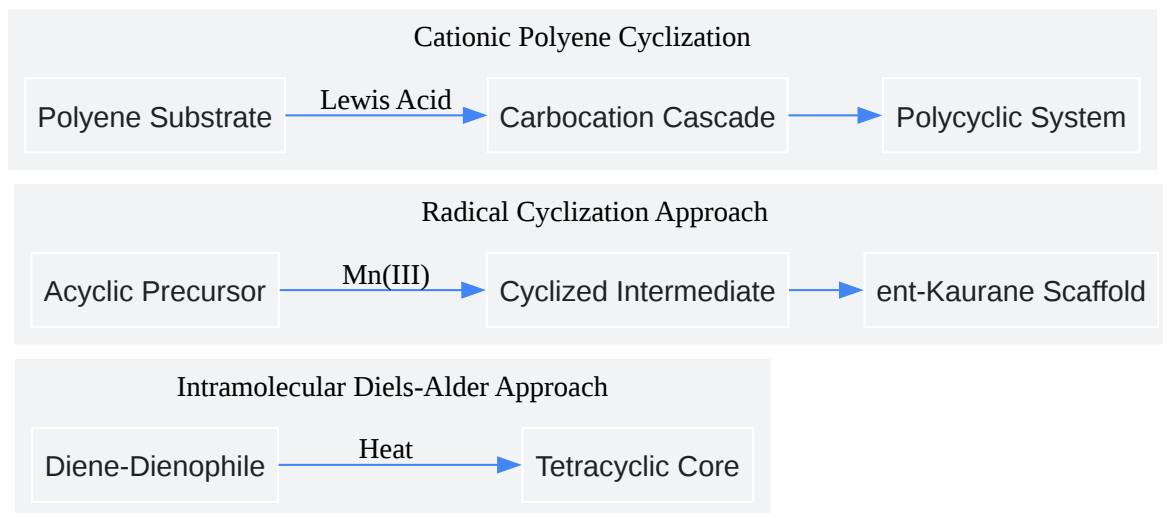 Cationic Polyene Cyclization
Polyene Substrate
Lewis Acid
Carbocation Cascade
Polycyclic System
Radical Cyclization Approach
Acyclic Precursor
Mn(III)
Cyclized Intermediate
ent-Kaurane Scaffold
Intramolecular Diels-Alder Approach
Diene-Dienophile
Heat
Tetracyclic Core